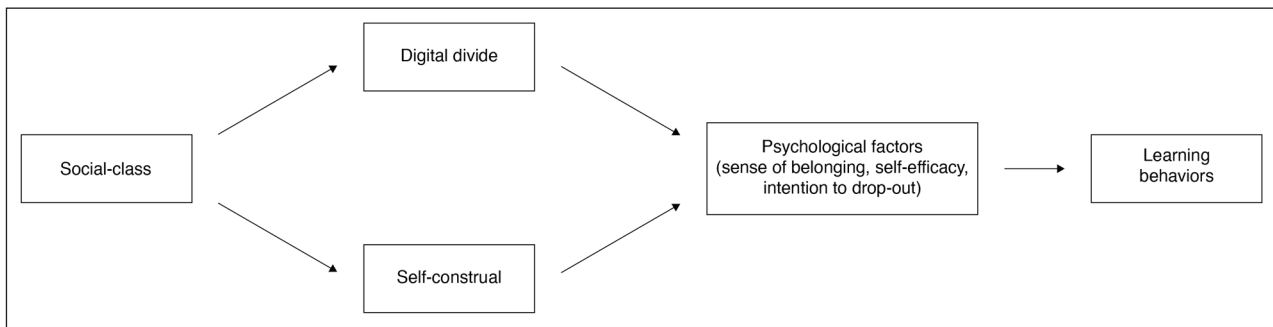 Digital divide
Social-class
Psychological factors
(sense of belonging, self-efficacy,
intention to drop-out)
Learning
behaviors
Self-construal